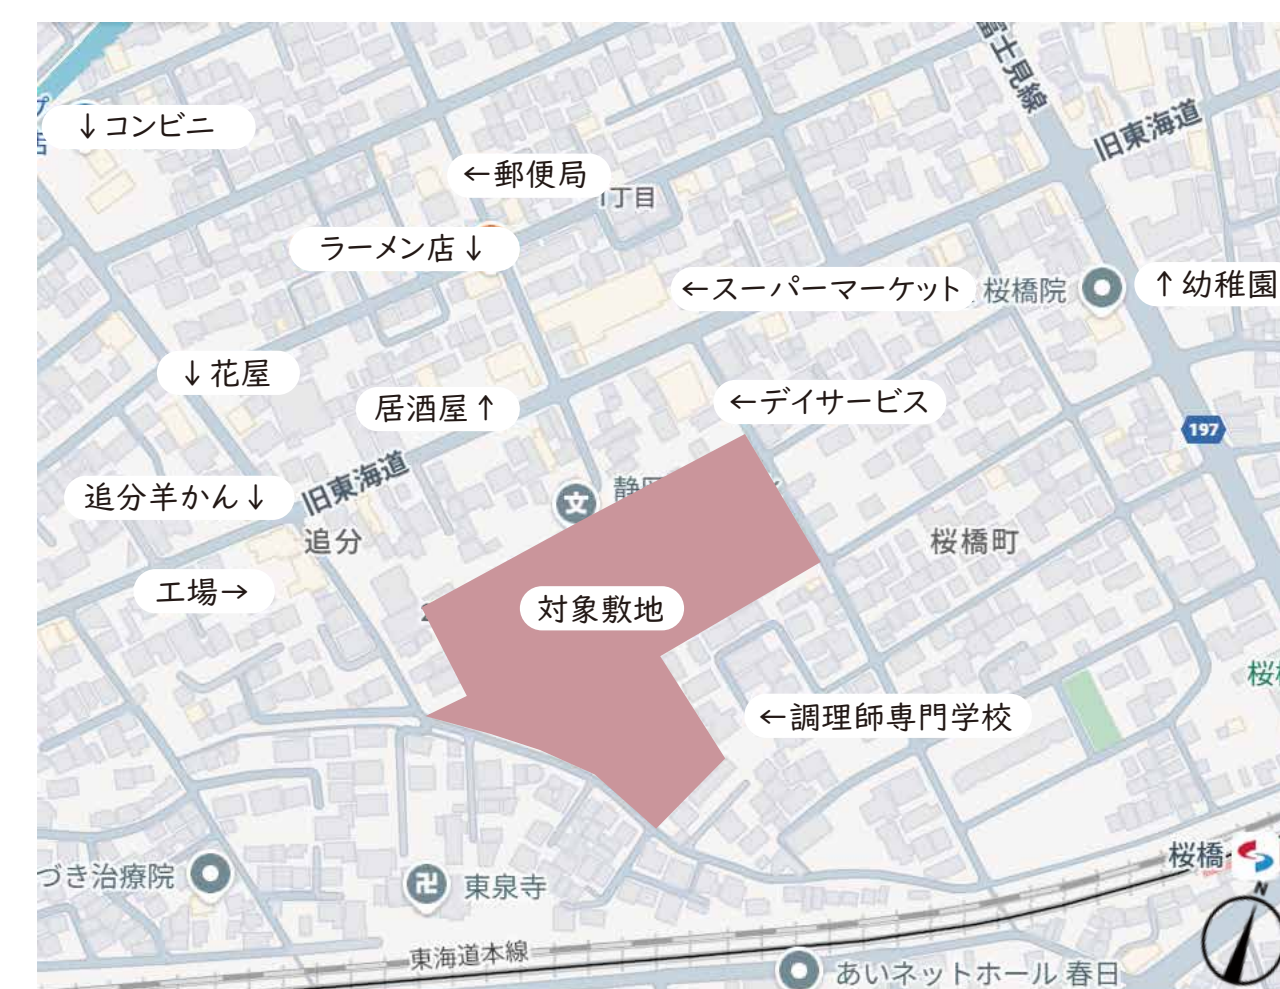 富士見線
↓コンビニ
旧東海道
←郵便局
丁目
ラーメン店↓
←スーパーマーケット
桜橋院
↑幼稚園
↓花屋
居酒屋↑
←デイサービス
197
旧東海道
追分羊かん↓
文
静
追分
桜橋町
工場→
対象敷地
桜
←調理師専門学校
桜橋
づき治療院
卍
東泉寺
N
東海道本線
あいネットホール 春日